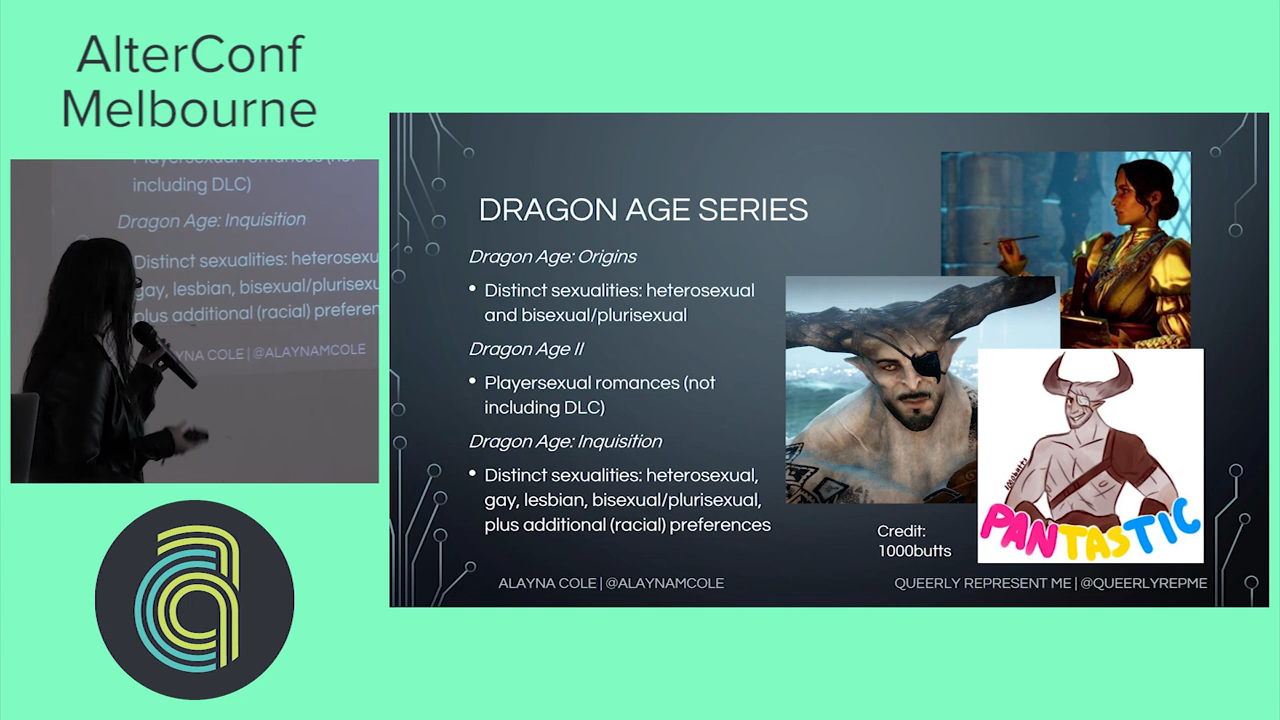 AlterConf
Melbourne
Playersexual romances (not
including DLC)
Dragon Age: Inquisition
Distinct sexualities: heterosexu
gay, lesbian, bisexual/plurisexu
plus additional (racial) preferen
AYNA COLE | @ALAYNAMCOLE
DRAGON AGE SERIES
Dragon Age: Origins
• Distinct sexualities: heterosexual
and bisexual/plurisexual
Dragon Age II
• Playersexual romances (not
including DLC)
Dragon Age: Inquisition
• Distinct sexualities: heterosexual,
gay, lesbian, bisexual/plurisexual,
plus additional (racial) preferences
1000butts
PANTASTIC
Credit:
1000butts
ALAYNA COLE | @ALAYNAMCOLE
QUEERLY REPRESENT ME | @QUEERLYREPME